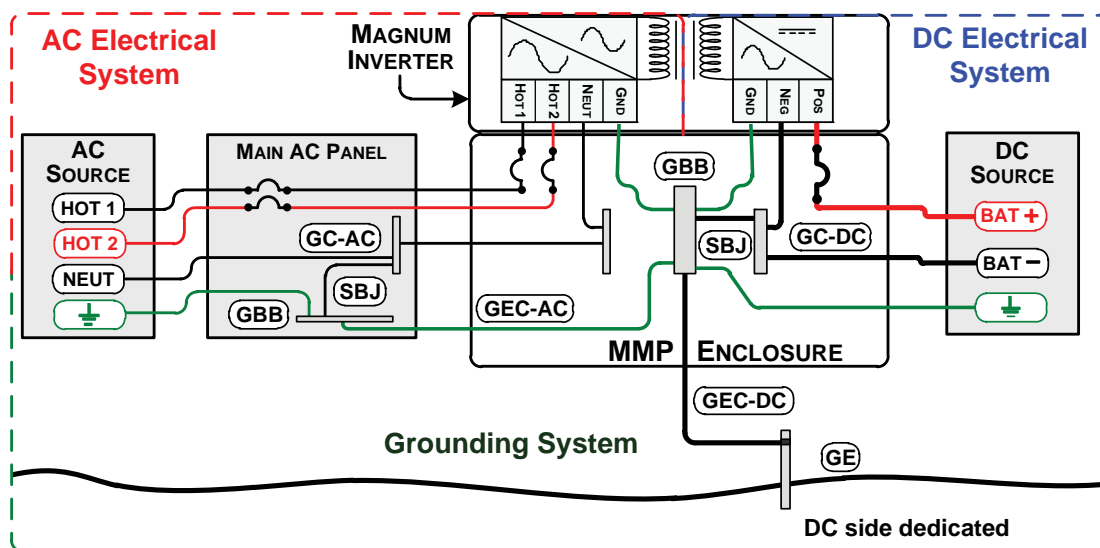 AC Electrical
System
MAGNUM
INVERTER
DC Electrical
System
HOT 1
HOT 2
NEUT
GND
GND
NEG
POS
AC
SOURCE
HOT 1
HOT 2
NEUT
MAIN AC PANEL
GC-AC
SBJ
GBB
GBB
SBJ
GC-DC
GEC-AC
MMP ENCLOSURE
DC
SOURCE
BAT +
BAT −
GEC-DC
Grounding System
GE
DC side dedicated